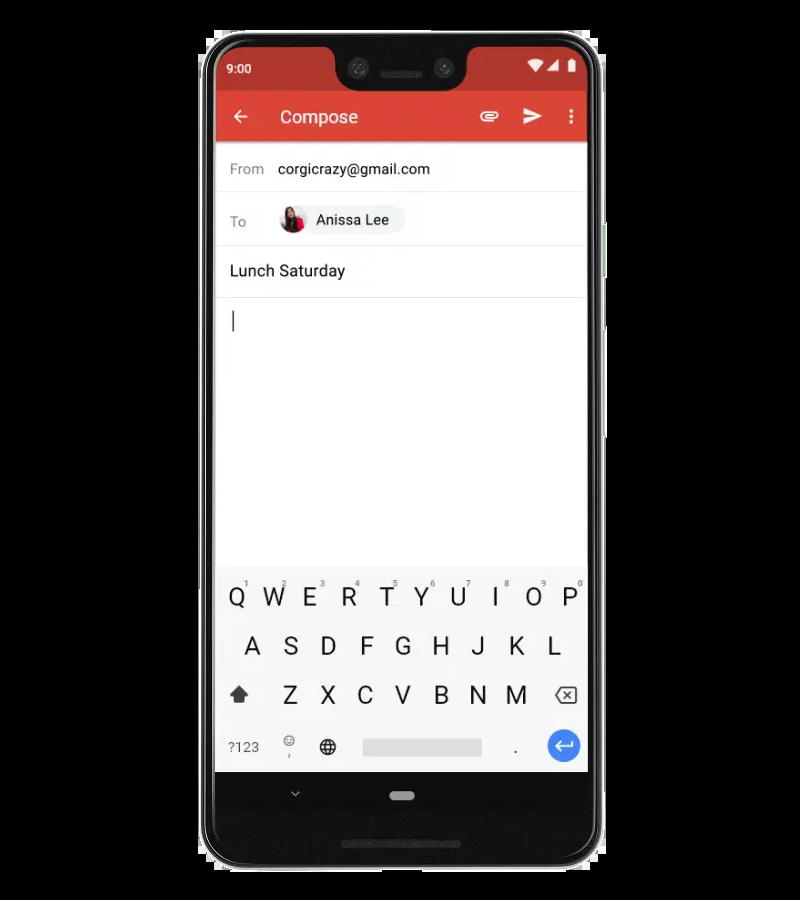 9:00
Compose
From corgicrazy@gmail.com
To Anissa Lee
Lunch Saturday
1 2 3 4 5 6 7 8 9 0
Q W E R T Y U I O P
A S D F G H J K L
Z X C V B N M
?123 , .